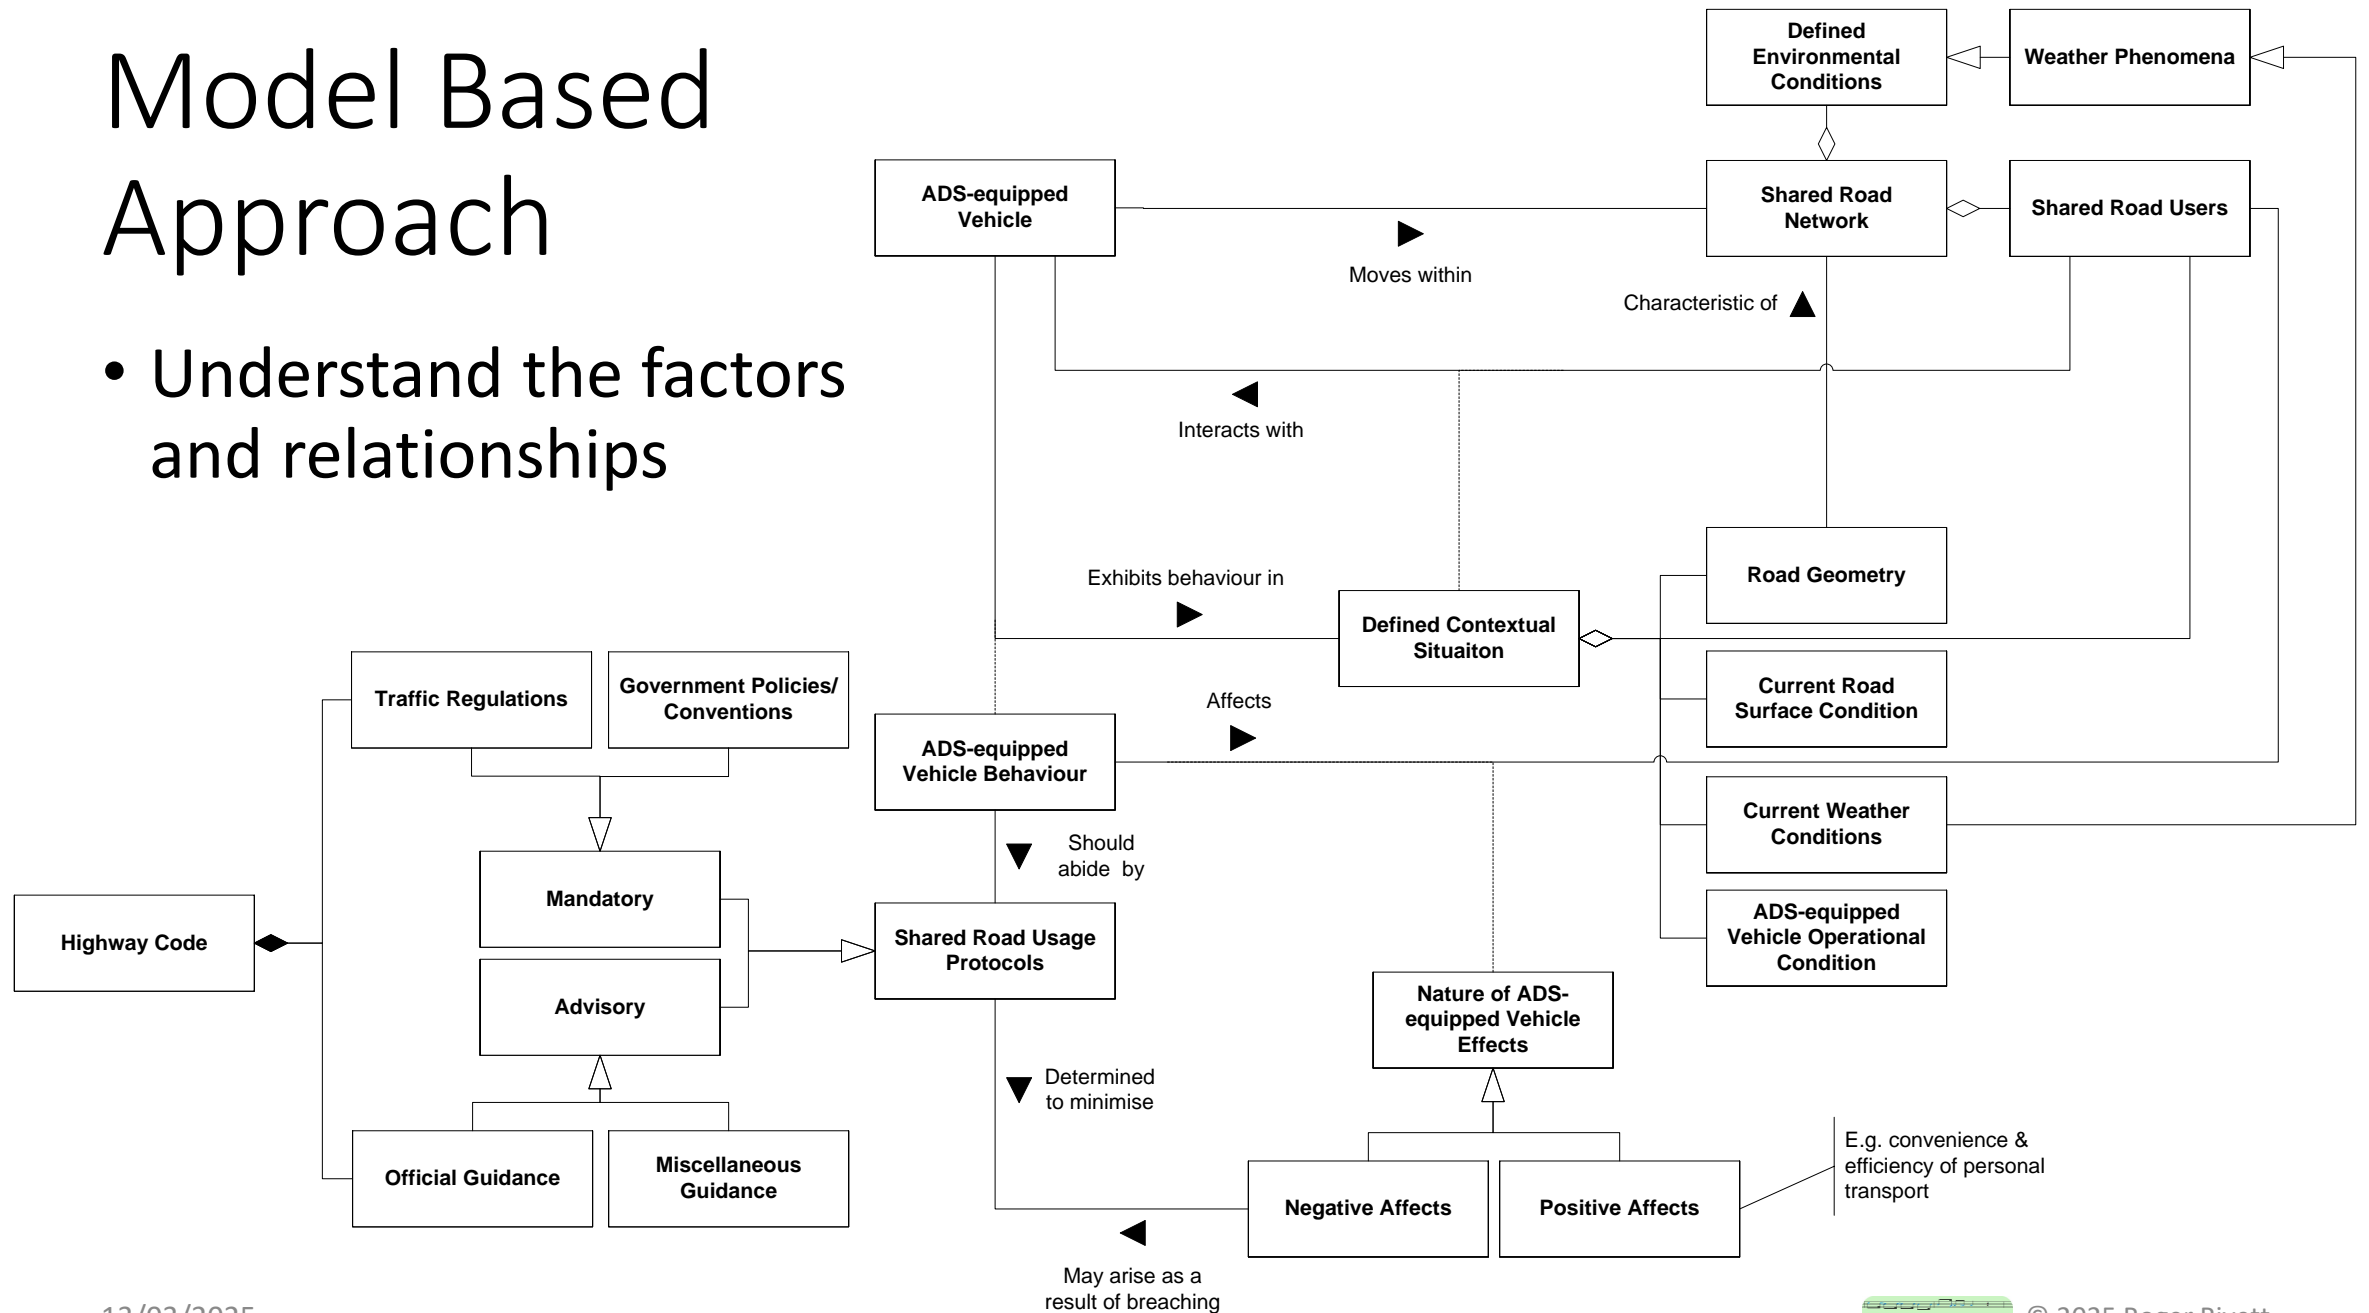 Model Based
Approach
• Understand the factors
and relationships
Defined
Environmental
Conditions
Weather Phenomena
ADS-equipped
Vehicle
Shared Road
Network
Shared Road Users
Moves within
Characteristic of
Interacts with
Exhibits behaviour in
Road Geometry
Defined Contextual
Situaiton
Traffic Regulations
Government Policies/
Conventions
Affects
Current Road
Surface Condition
ADS-equipped
Vehicle Behaviour
Current Weather
Conditions
Should
abide by
Mandatory
Highway Code
Shared Road Usage
Protocols
ADS-equipped
Vehicle Operational
Condition
Advisory
Nature of ADS-
equipped Vehicle
Effects
Determined
to minimise
Official Guidance
Miscellaneous
Guidance
Negative Affects
Positive Affects
E.g. convenience &
efficiency of personal
transport
May arise as a
result of breaching
© 2025 Roger Rivett